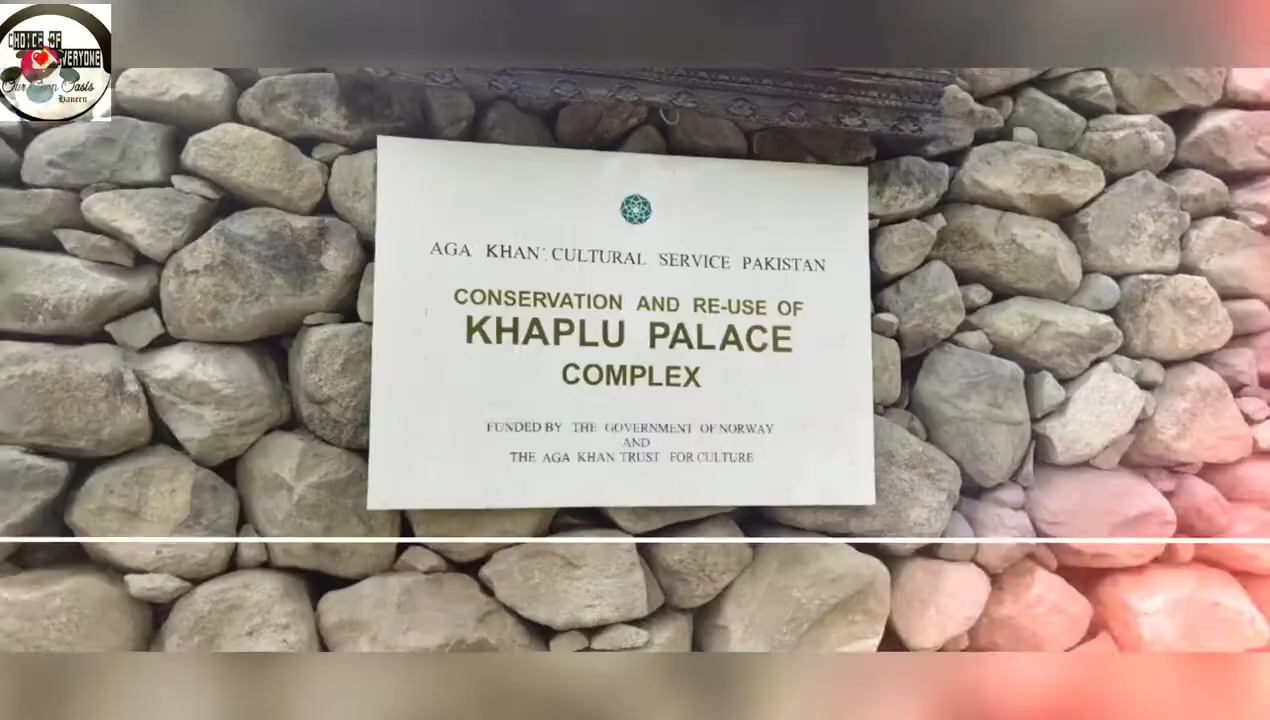 CHOICE OF
EVERYONE
Our Own Oasis
Haneen
AGA KHAN CULTURAL SERVICE PAKISTAN
CONSERVATION AND RE-USE OF
KHAPLU PALACE
COMPLEX
FUNDED BY THE GOVERNMENT OF NORWAY
AND
THE AGA KHAN TRUST FOR CULTURE